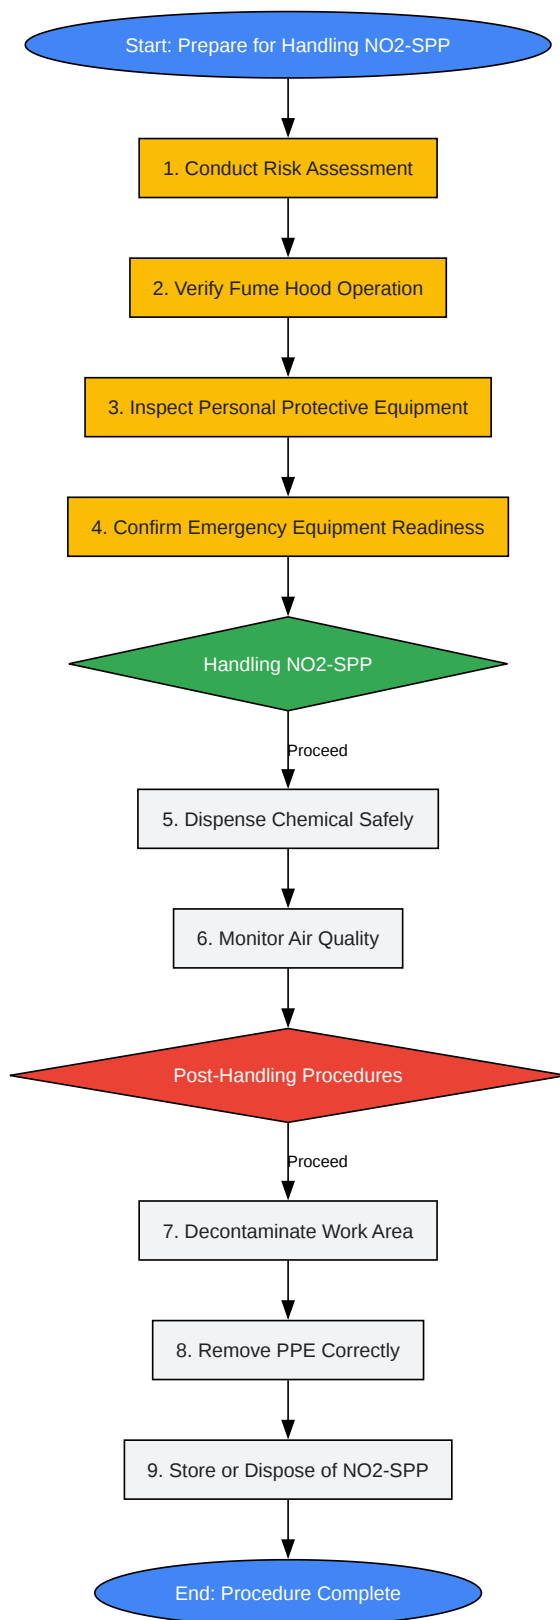 Start: Prepare for Handling NO2-SPP
1. Conduct Risk Assessment
2. Verify Fume Hood Operation
3. Inspect Personal Protective Equipment
4. Confirm Emergency Equipment Readiness
Handling NO2-SPP
Proceed
5. Dispense Chemical Safely
6. Monitor Air Quality
Post-Handling Procedures
Proceed
7. Decontaminate Work Area
8. Remove PPE Correctly
9. Store or Dispose of NO2-SPP
End: Procedure Complete